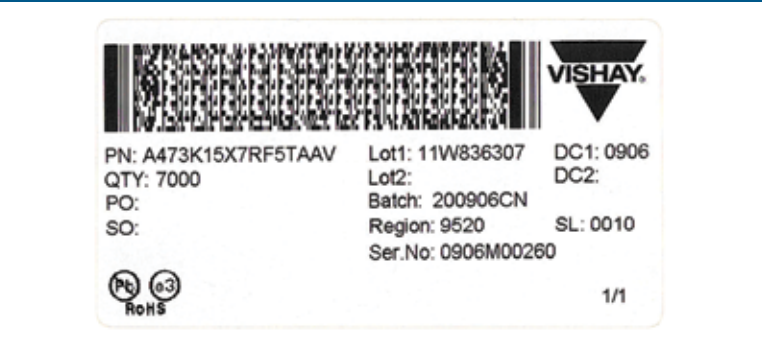 VISHAY.
PN: A473K15X7RF5TAAV Lot1: 11W836307 DC1: 0906
QTY: 7000 Lot2: DC2:
PO: Batch: 200906CN
SO: Region: 9520 SL: 0010
Ser.No: 0906M00260
Pb e3
RoHS
1/1